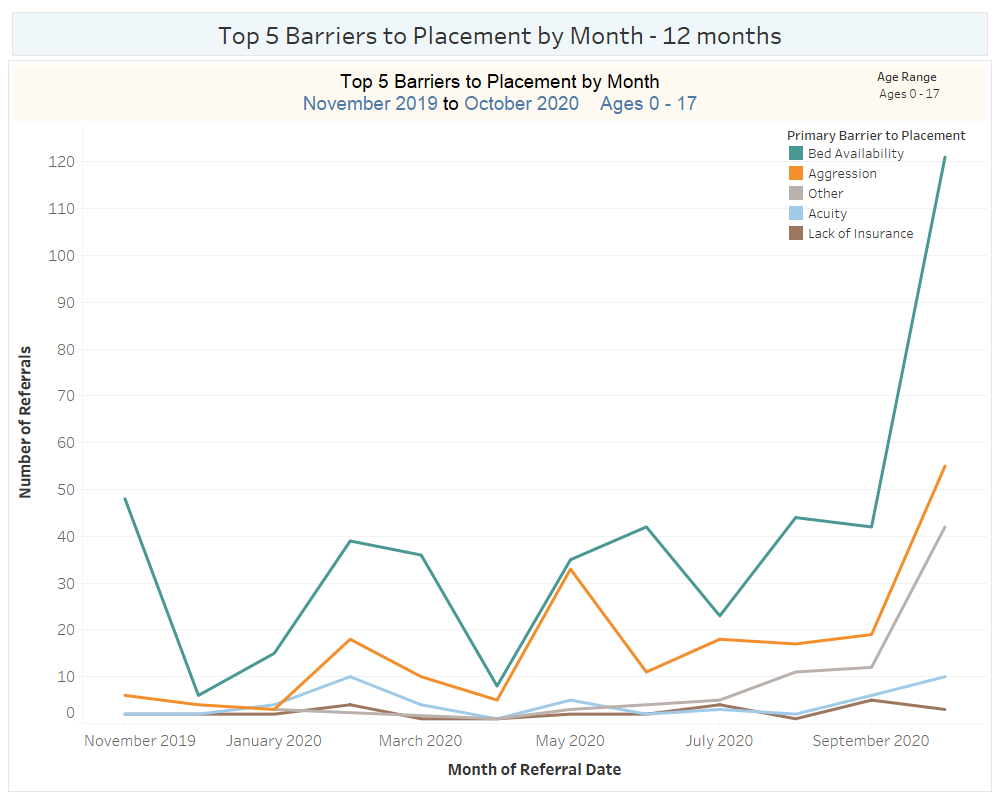 Top 5 Barriers to Placement by Month - 12 months
Top 5 Barriers to Placement by Month
November 2019 to October 2020 Ages 0 - 17
Age Range
Ages 0 - 17
Primary Barrier to Placement
Bed Availability
Aggression
Other
Acuity
Lack of Insurance
Number of Referrals
120
110
100
90
80
70
60
50
40
30
20
10
0
November 2019 January 2020 March 2020 May 2020 July 2020 September 2020
Month of Referral Date